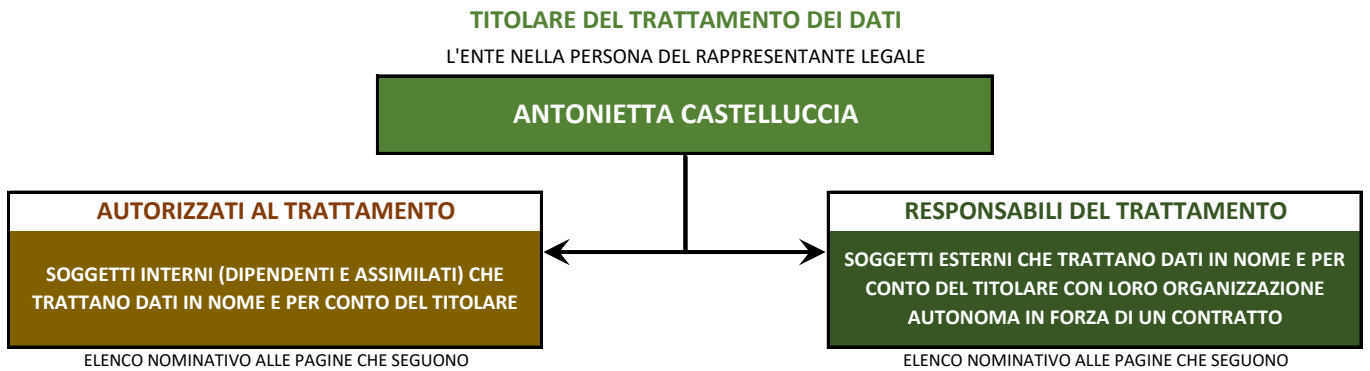 TITOLARE DEL TRATTAMENTO DEI DATI
L'ENTE NELLA PERSONA DEL RAPPRESENTANTE LEGALE
ANTONIETTA CASTELLUCCIA
AUTORIZZATI AL TRATTAMENTO
SOGGETTI INTERNI (DIPENDENTI E ASSIMILATI) CHE
TRATTANO DATI IN NOME E PER CONTO DEL TITOLARE
ELENCO NOMINATIVO ALLE PAGINE CHE SEGUONO
RESPONSABILI DEL TRATTAMENTO
SOGGETTI ESTERNI CHE TRATTANO DATI IN NOME E PER
CONTO DEL TITOLARE CON LORO ORGANIZZAZIONE
AUTONOMA IN FORZA DI UN CONTRATTO
ELENCO NOMINATIVO ALLE PAGINE CHE SEGUONO